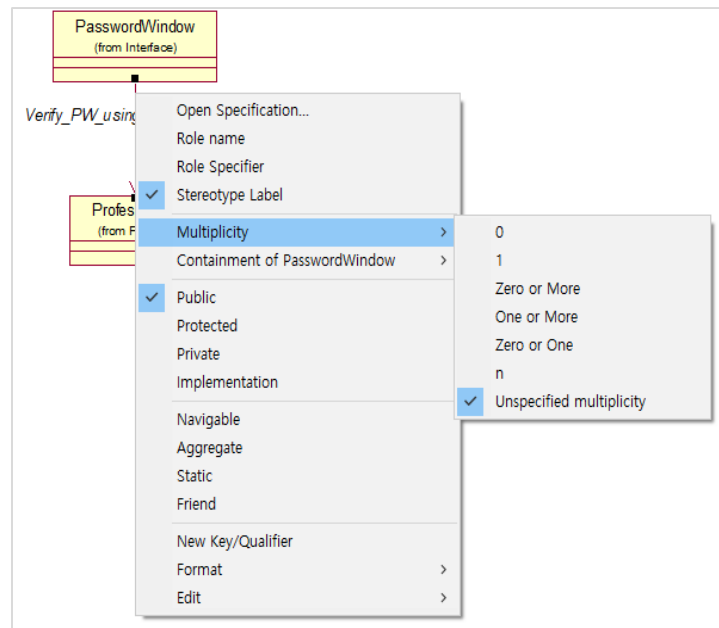 PasswordWindow
(from Interface)
Verify_PW_using
Profes
(from F
Open Specification...
Role name
Role Specifier
Stereotype Label
Multiplicity
Containment of PasswordWindow
Public
Protected
Private
Implementation
Navigable
Aggregate
Static
Friend
New Key/Qualifier
Format
Edit
0
1
Zero or More
One or More
Zero or One
n
Unspecified multiplicity